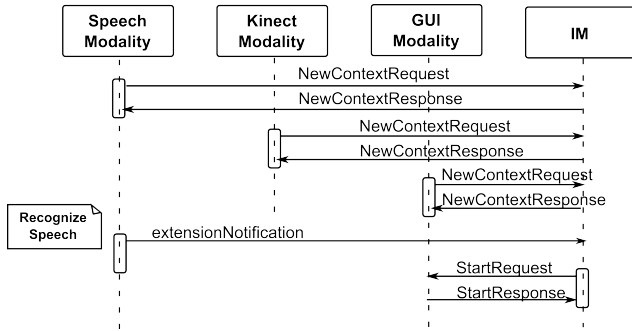 Speech
Modality
Kinect
Modality
GUI
Modality
IM
NewContextRequest
NewContextResponse
NewContextRequest
NewContextResponse
NewContextRequest
NewContextResponse
Recognize
Speech
extensionNotification
StartRequest
StartResponse